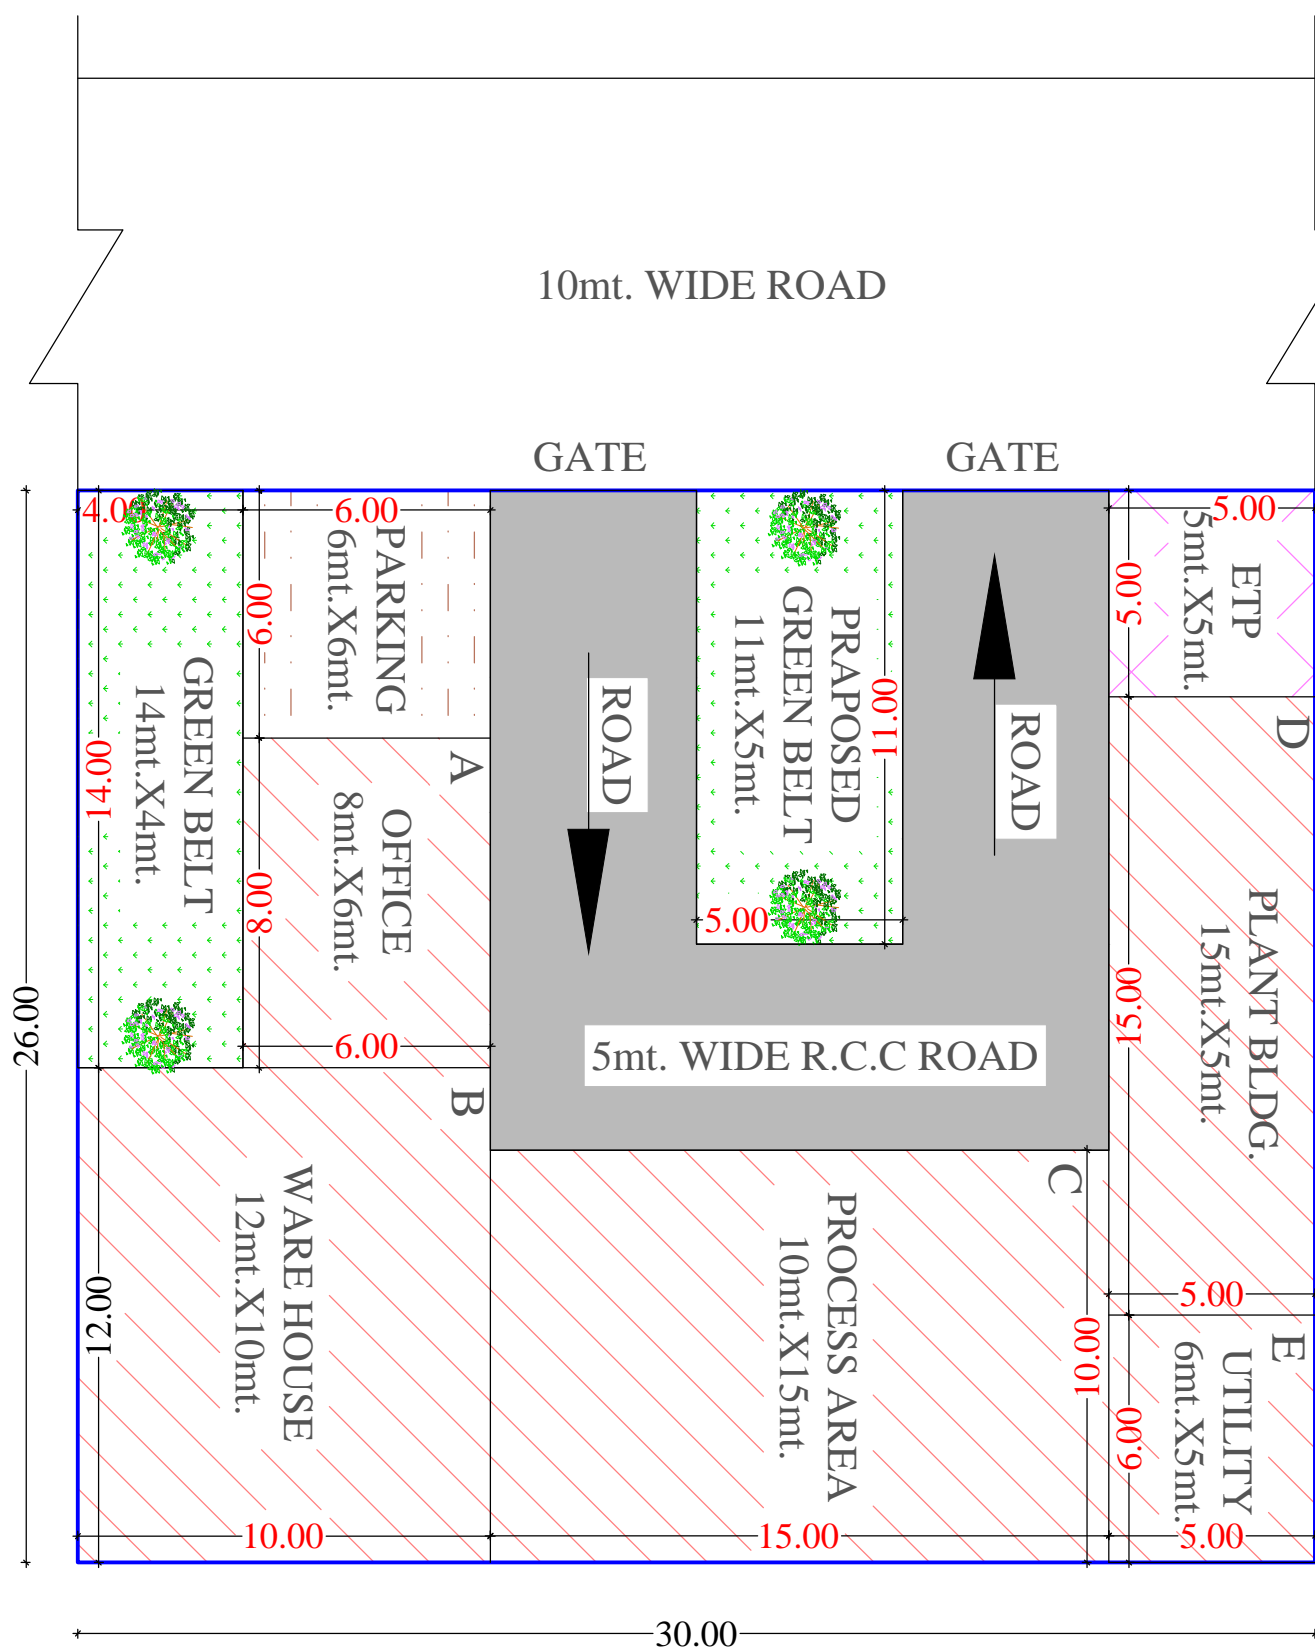 10mt. WIDE ROAD
GATE
GATE
4.00
6.00
5.00
PARKING
6mt.X6mt.
6.00
ETP
5mt.X5mt.
5.00
GREEN BELT
14mt.X4mt.
14.00
A
OFFICE
8mt.X6mt.
8.00
6.00
ROAD
PRAPOSED
GREEN BELT
11mt.X5mt.
11.00
5.00
ROAD
D
PLANT BLDG.
15mt.X5mt.
15.00
5.00
26.00
5mt. WIDE R.C.C ROAD
B
WARE HOUSE
12mt.X10mt.
12.00
10.00
C
PROCESS AREA
10mt.X15mt.
10.00
15.00
E
UTILITY
6mt.X5mt.
6.00
5.00
30.00